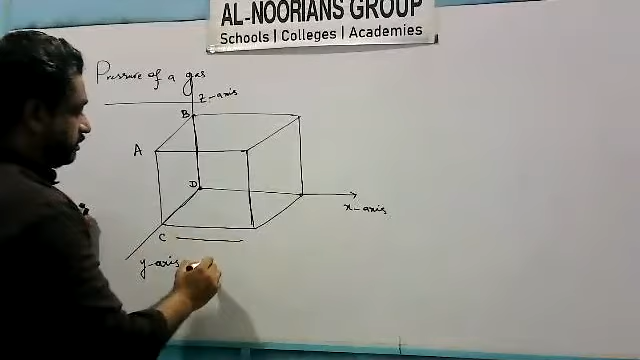 AL-NOORIANS GROUP
Schools | Colleges | Academies
Pressure of a gas
z-axis
B
A
D
x-axis
C
y-axis